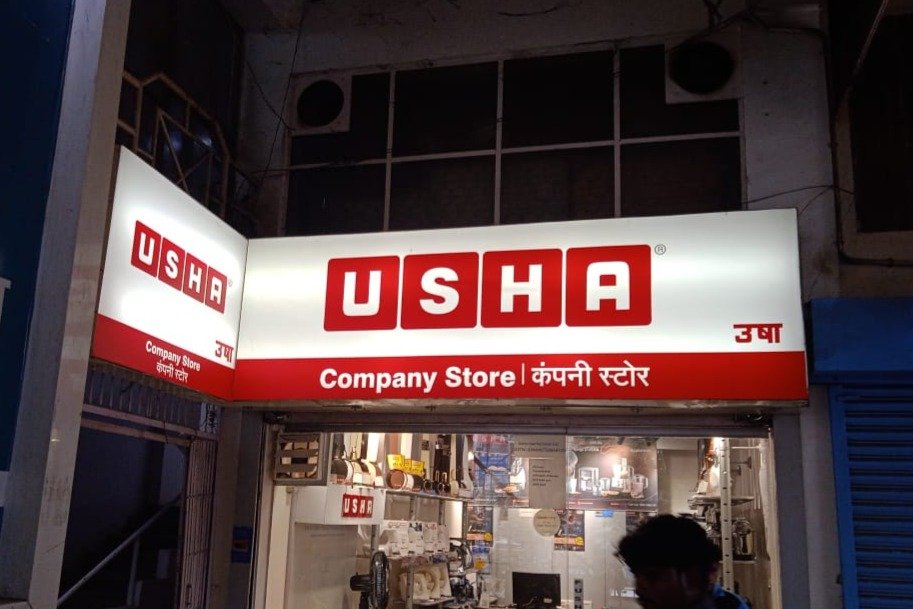 USHA
उषा
Company Store
कंपनी स्टोर
USHA®
उषा
Company Store | कंपनी स्टोर
USHA